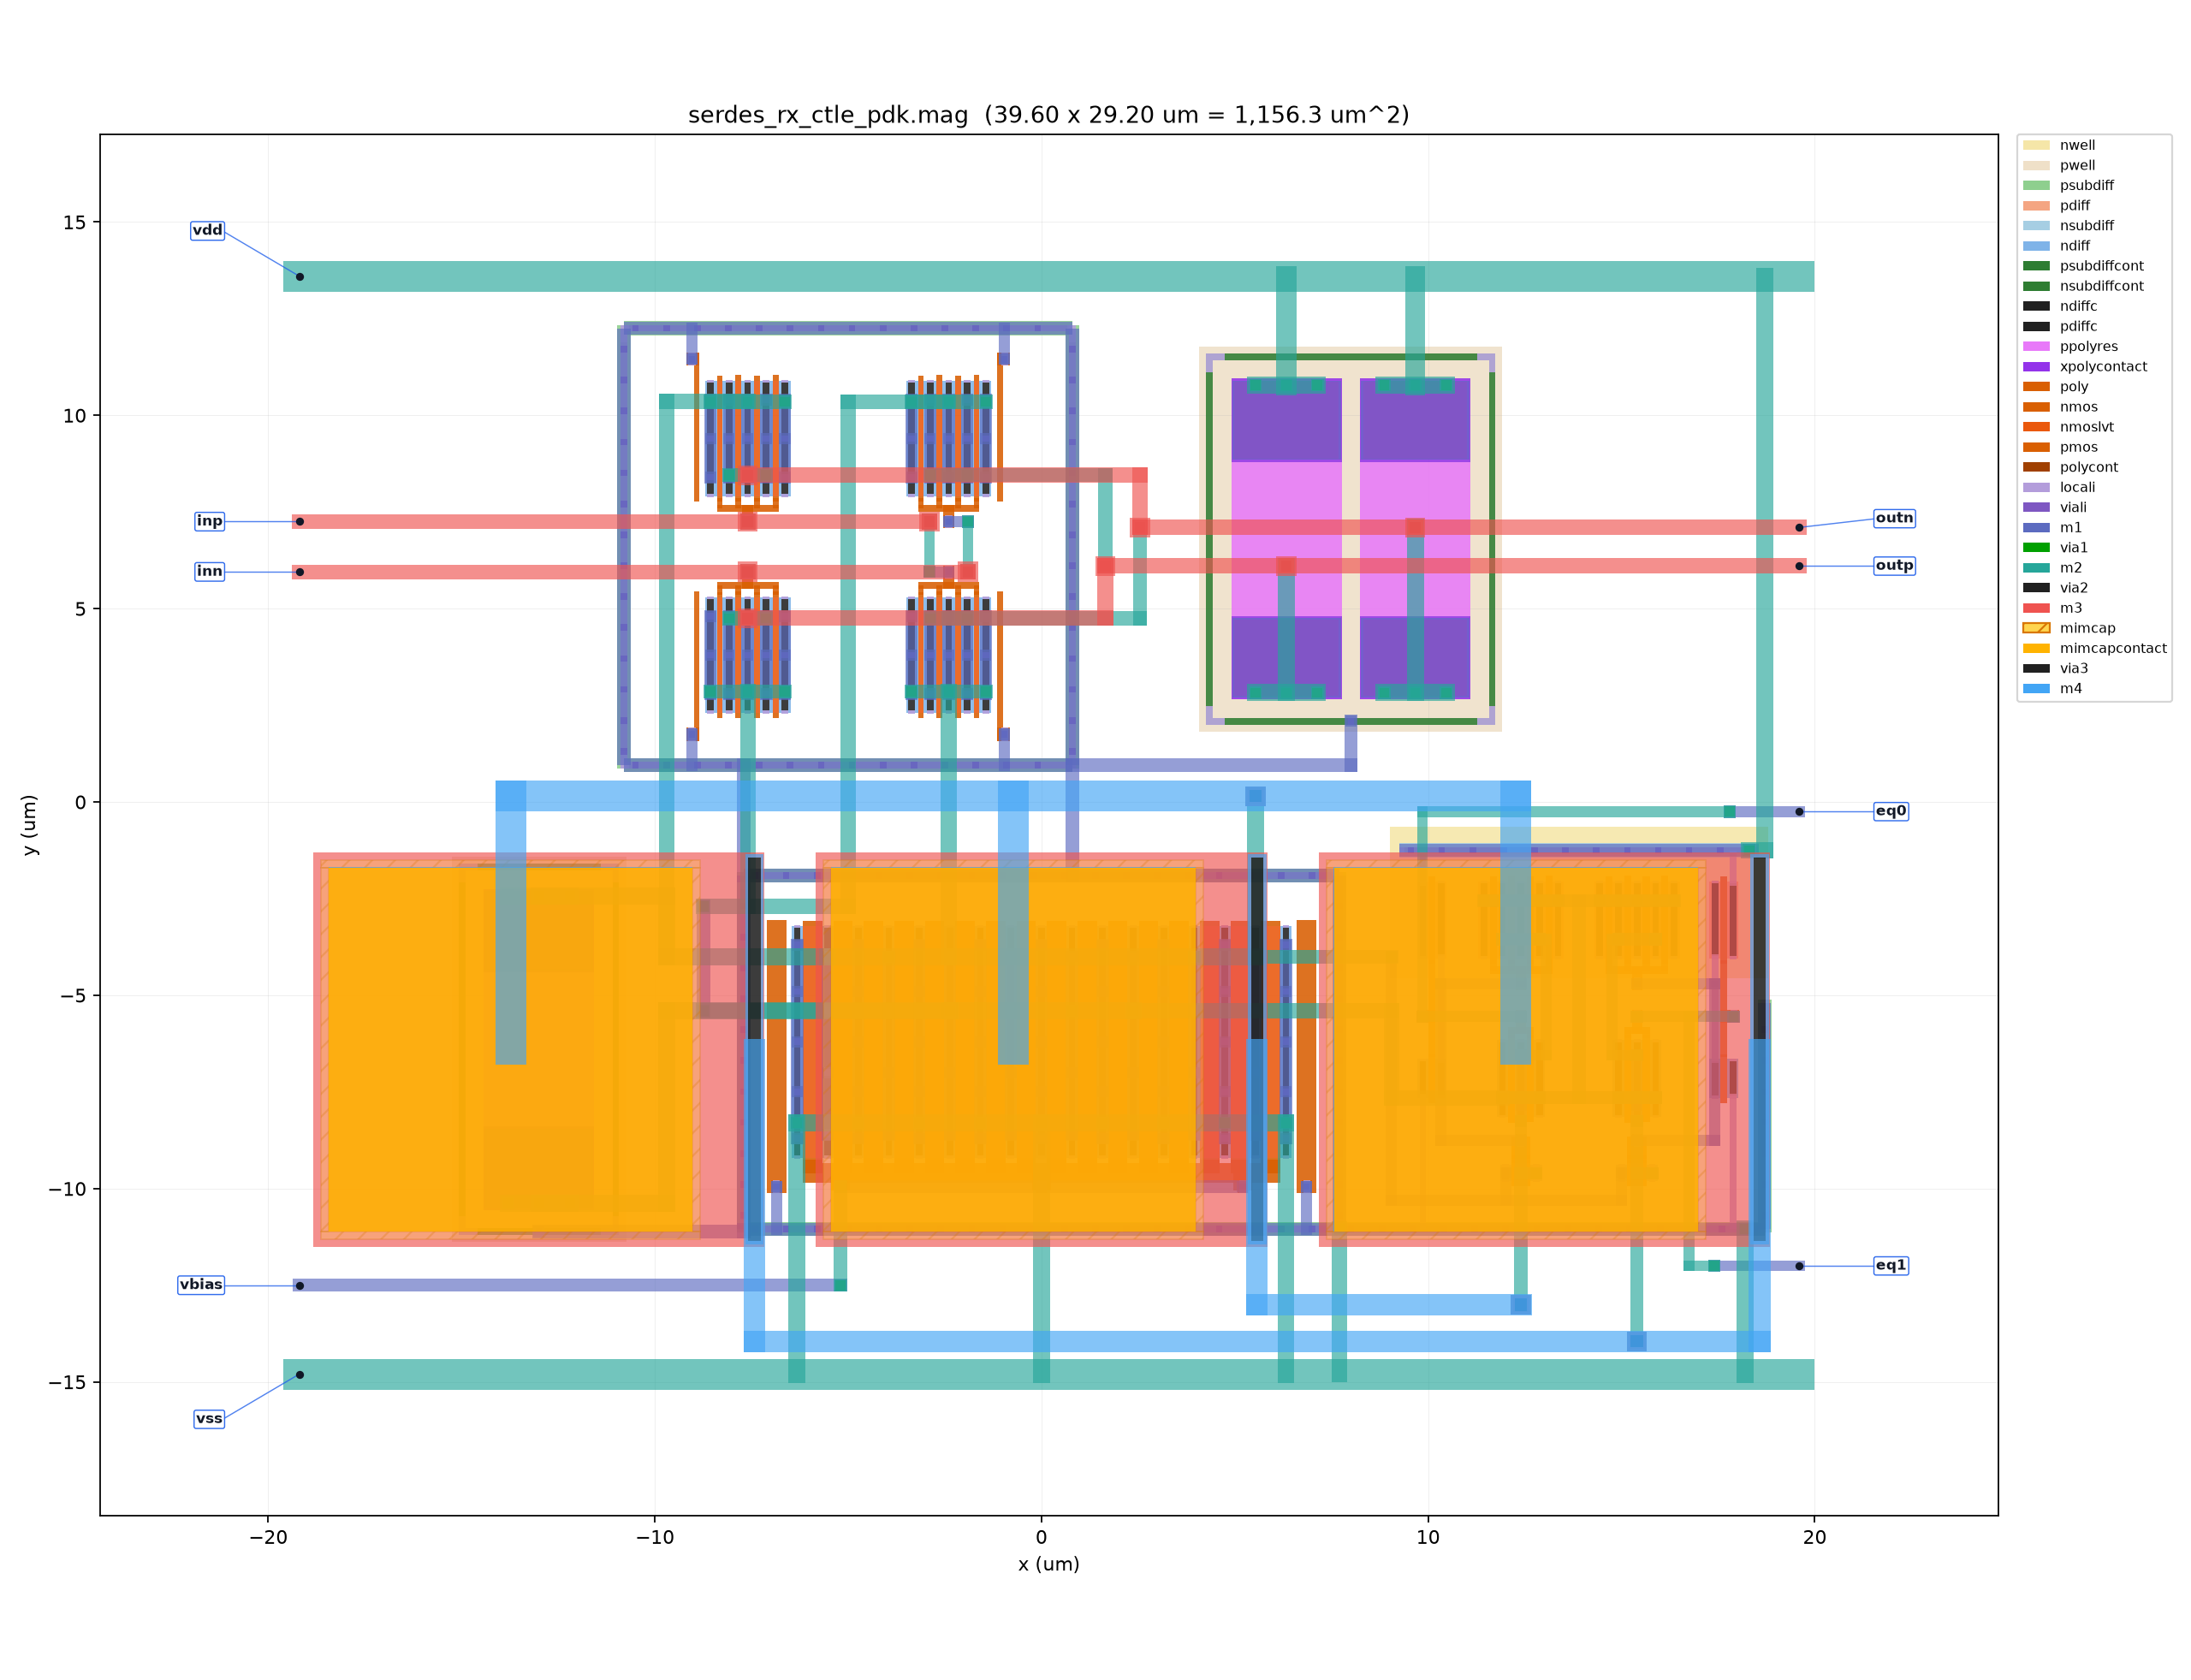 serdes_rx_ctle_pdk.mag (39.60 x 29.20 um = 1,156.3 um^2)
nwell
pwell
psubdiff
pdiff
nsubdiff
ndiff
psubdiffcont
nsubdiffcont
ndiffc
pdiffc
ppolyres
xpolycontact
poly
nmos
nmoslvt
pmos
polycont
locali
viali
m1
via1
m2
via2
m3
mimcap
mimcapcontact
via3
m4
vdd
inp
inn
outn
outp
eq0
eq1
vbias
vss
15
10
5
0
−5
−10
−15
y (um)
−20
−10
0
10
20
x (um)